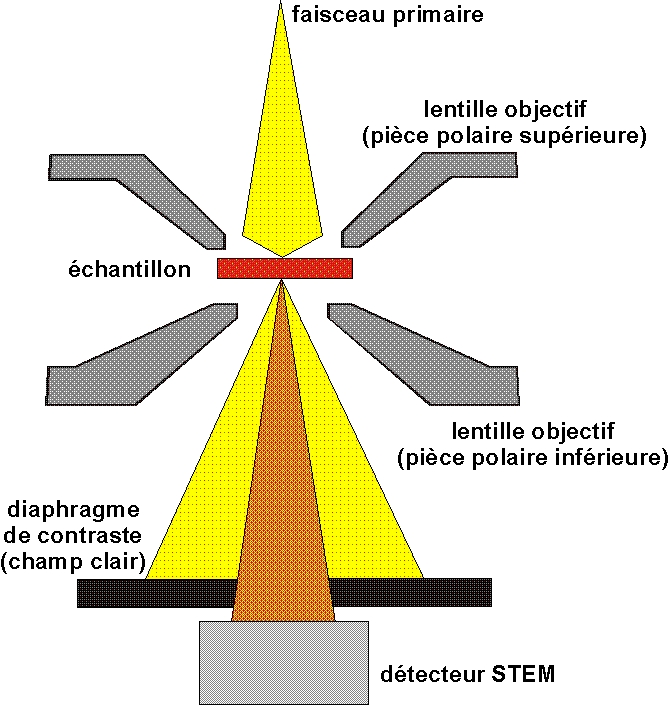 faisceau primaire
lentille objectif
(pièce polaire supérieure)
échantillon
lentille objectif
(pièce polaire inférieure)
diaphragme
de contraste
(champ clair)
détecteur STEM